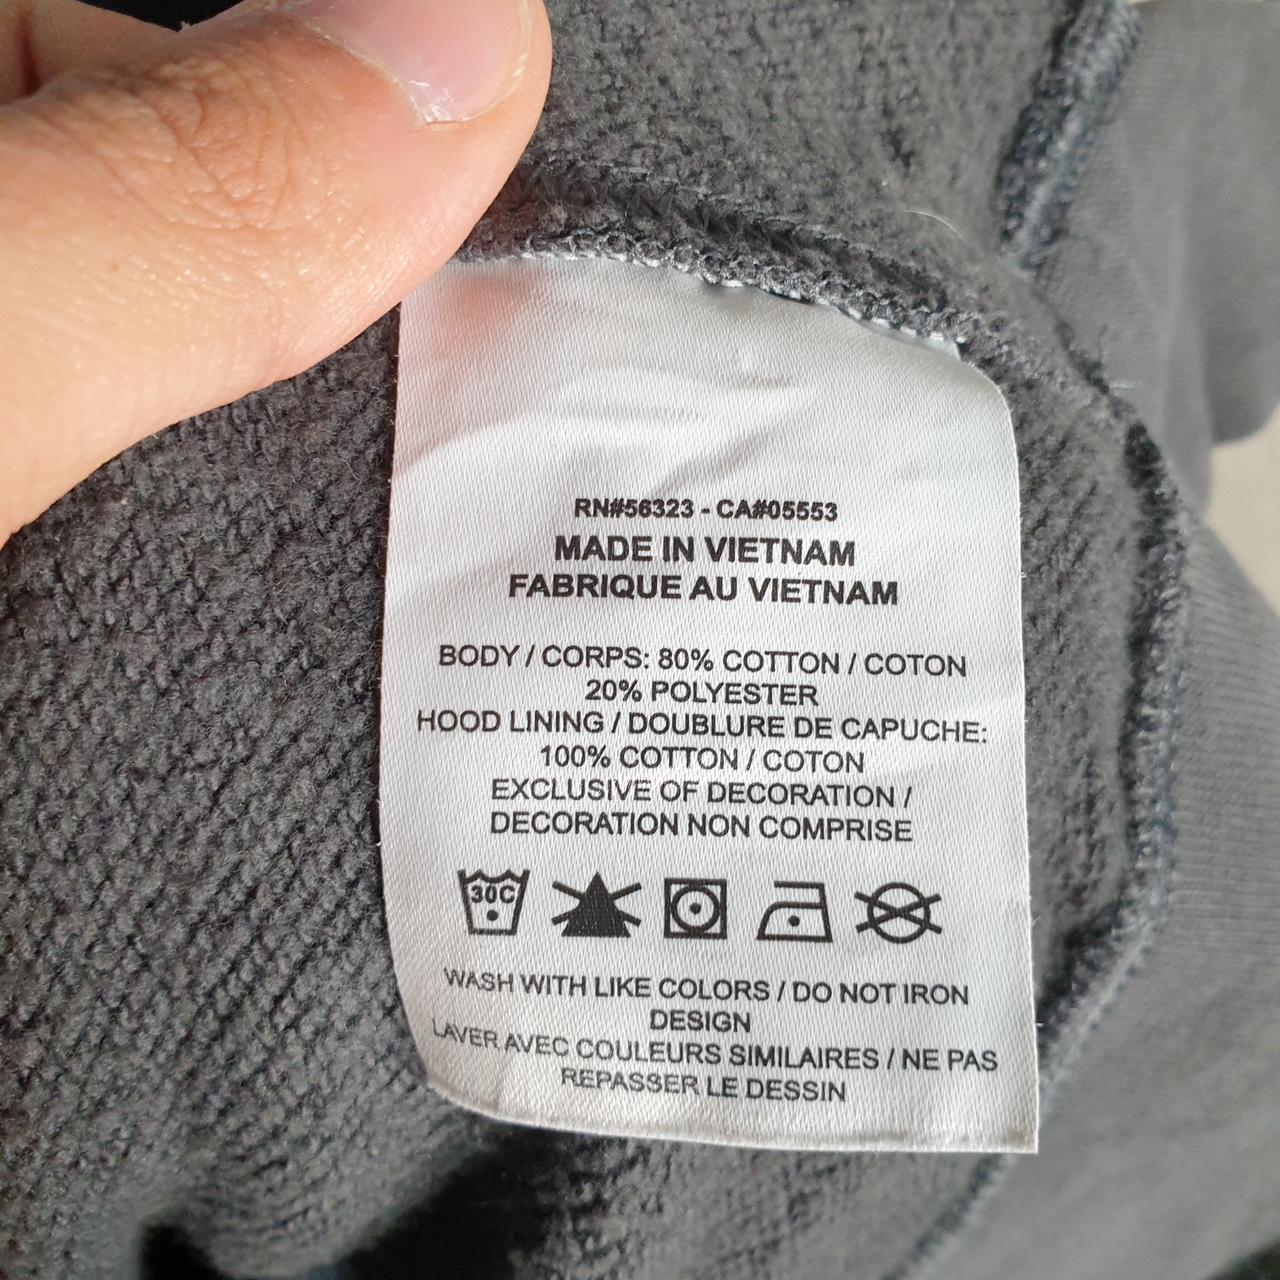 RN#56323 - CA#05553
MADE IN VIETNAM
FABRIQUE AU VIETNAM
BODY / CORPS: 80% COTTON / COTON
20% POLYESTER
HOOD LINING / DOUBLURE DE CAPUCHE:
100% COTTON / COTON
EXCLUSIVE OF DECORATION /
DECORATION NON COMPRISE
30C
WASH WITH LIKE COLORS / DO NOT IRON
DESIGN
LAVER AVEC COULEURS SIMILAIRES / NE PAS
REPASSER LE DESSIN